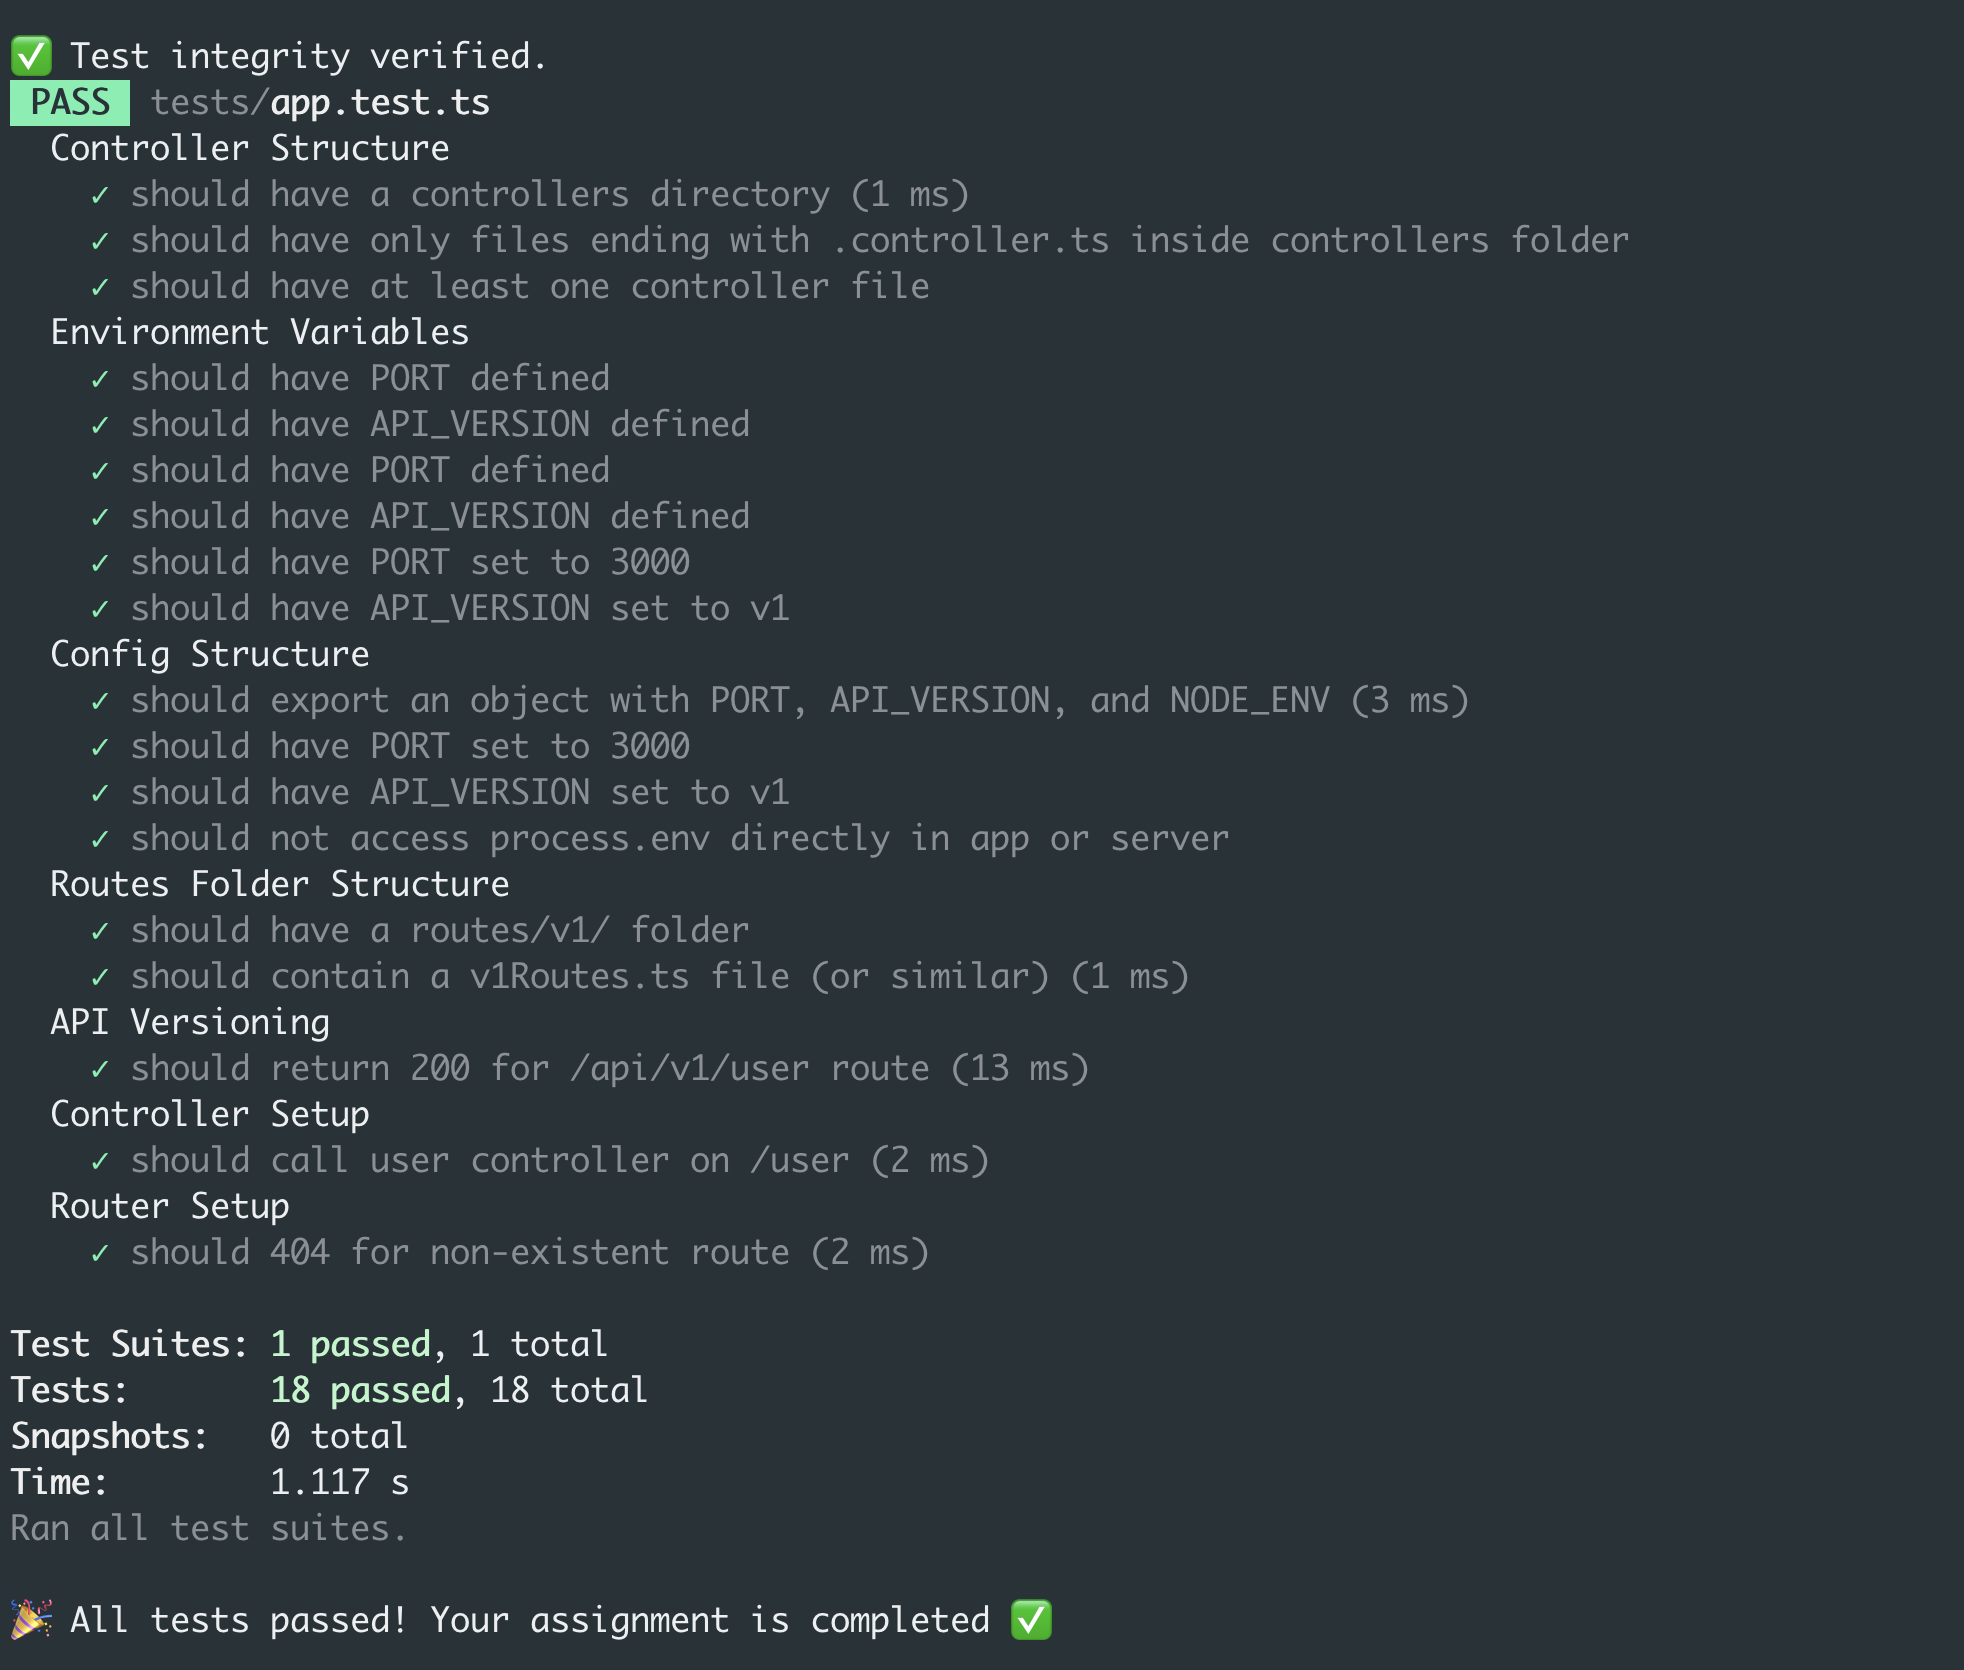 ✅ Test integrity verified.
PASS tests/app.test.ts
Controller Structure
✓ should have a controllers directory (1 ms)
✓ should have only files ending with .controller.ts inside controllers folder
✓ should have at least one controller file
Environment Variables
✓ should have PORT defined
✓ should have API_VERSION defined
✓ should have PORT defined
✓ should have API_VERSION defined
✓ should have PORT set to 3000
✓ should have API_VERSION set to v1
Config Structure
✓ should export an object with PORT, API_VERSION, and NODE_ENV (3 ms)
✓ should have PORT set to 3000
✓ should have API_VERSION set to v1
✓ should not access process.env directly in app or server
Routes Folder Structure
✓ should have a routes/v1/ folder
✓ should contain a v1Routes.ts file (or similar) (1 ms)
API Versioning
✓ should return 200 for /api/v1/user route (13 ms)
Controller Setup
✓ should call user controller on /user (2 ms)
Router Setup
✓ should 404 for non-existent route (2 ms)
Test Suites: 1 passed, 1 total
Tests: 18 passed, 18 total
Snapshots: 0 total
Time: 1.117 s
Ran all test suites.
🎉 All tests passed! Your assignment is completed ✅